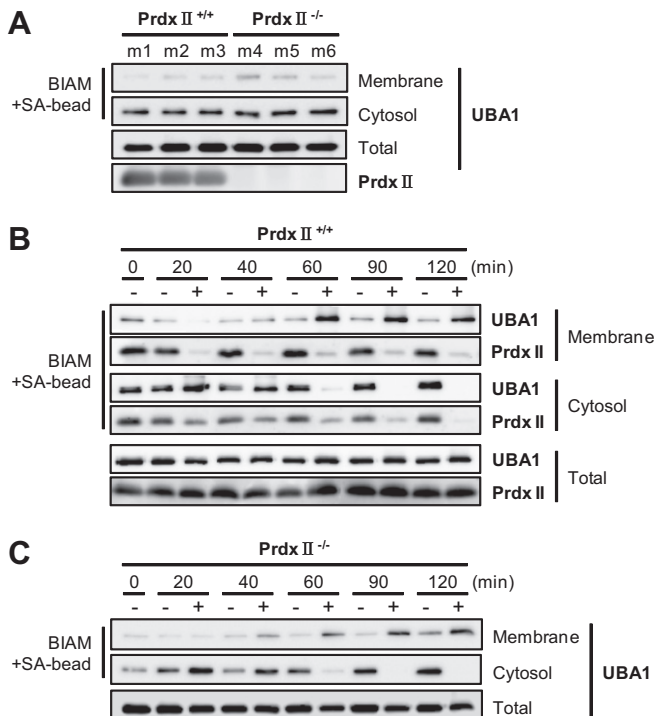 A
Prdx Ⅱ +/+ Prdx Ⅱ -/-
m1 m2 m3 m4 m5 m6
BIAM
+SA-bead
Membrane
Cytosol
Total
UBA1
Prdx Ⅱ
B
Prdx Ⅱ +/+
0 20 40 60 90 120 (min)
- - + - + - + - + - +
BIAM
+SA-bead
UBA1
Prdx Ⅱ
Membrane
UBA1
Prdx Ⅱ
Cytosol
UBA1
Prdx Ⅱ
Total
C
Prdx Ⅱ -/-
0 20 40 60 90 120 (min)
- - + - + - + - + - +
BIAM
+SA-bead
Membrane
Cytosol
Total
UBA1